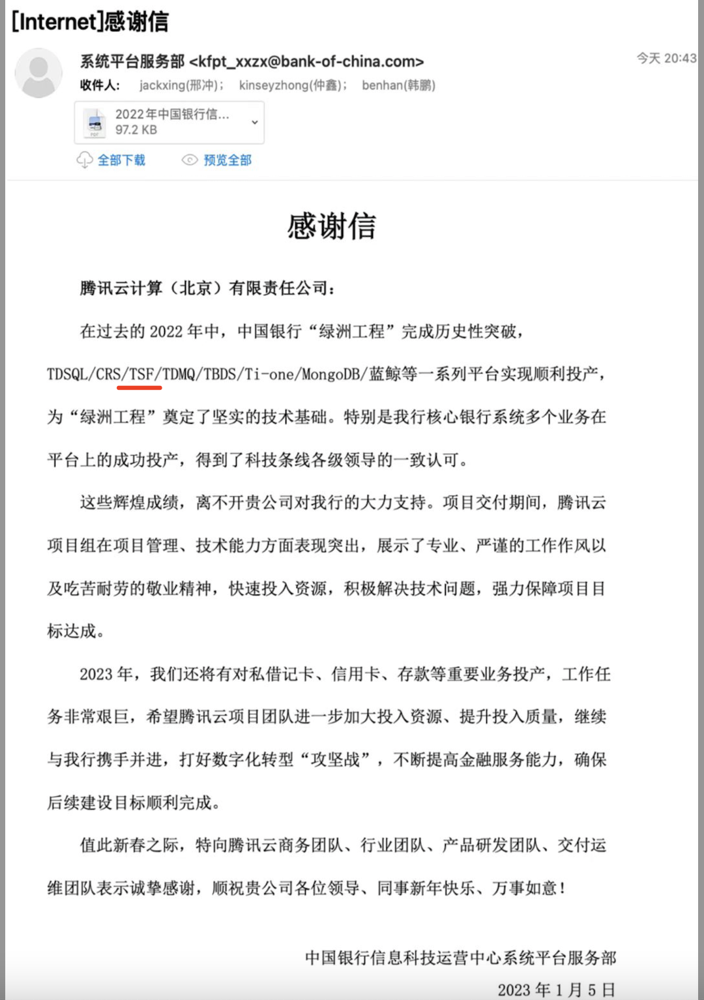 [Internet]感谢信
系统平台服务部 <kfpt_xxzx@bank-of-china.com>
今天 20:43
收件人： jackxing(邢冲)； kinseyzhong(仲鑫)； benhan(韩鹏)
2022年中国银行信...
97.2 KB
PDF
全部下载 预览全部
感谢信
腾讯云计算（北京）有限责任公司：
在过去的 2022 年中，中国银行“绿洲工程”完成历史性突破，
TDSQL/CRS/TSF/TDMQ/TBDS/Ti-one/MongoDB/蓝鲸等一系列平台实现顺利投产，
为“绿洲工程”奠定了坚实的技术基础。特别是我行核心银行系统多个业务在
平台上的成功投产，得到了科技条线各级领导的一致认可。
这些辉煌成绩，离不开贵公司对我行的大力支持。项目交付期间，腾讯云
项目组在项目管理、技术能力方面表现突出，展示了专业、严谨的工作作风以
及吃苦耐劳的敬业精神，快速投入资源，积极解决技术问题，强力保障项目目
标达成。
2023 年，我们还将有对私借记卡、信用卡、存款等重要业务投产，工作任
务非常艰巨，希望腾讯云项目团队进一步加大投入资源、提升投入质量，继续
与我行携手并进，打好数字化转型“攻坚战”，不断提高金融服务能力，确保
后续建设目标顺利完成。
值此新春之际，特向腾讯云商务团队、行业团队、产品研发团队、交付运
维团队表示诚挚感谢，顺祝贵公司各位领导、同事新年快乐、万事如意！
中国银行信息科技运营中心系统平台服务部
2023 年 1 月 5 日